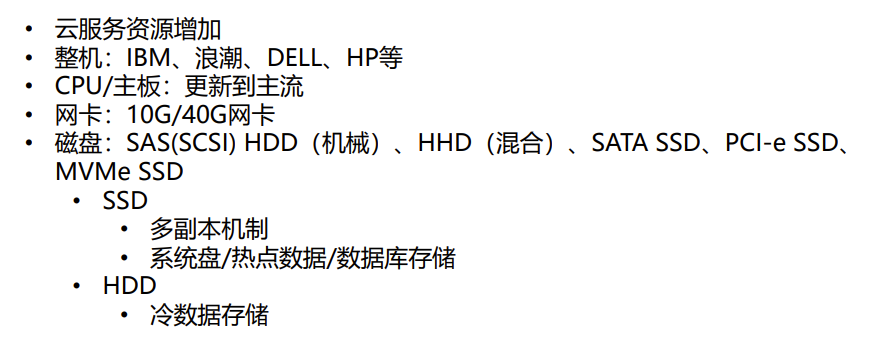 • 云服务资源增加
• 整机：IBM、浪潮、DELL、HP等
• CPU/主板：更新到主流
• 网卡：10G/40G网卡
• 磁盘：SAS(SCSI) HDD（机械）、HHD（混合）、SATA SSD、PCI-e SSD、
MVMe SSD
• SSD
• 多副本机制
• 系统盘/热点数据/数据库存储
• HDD
• 冷数据存储